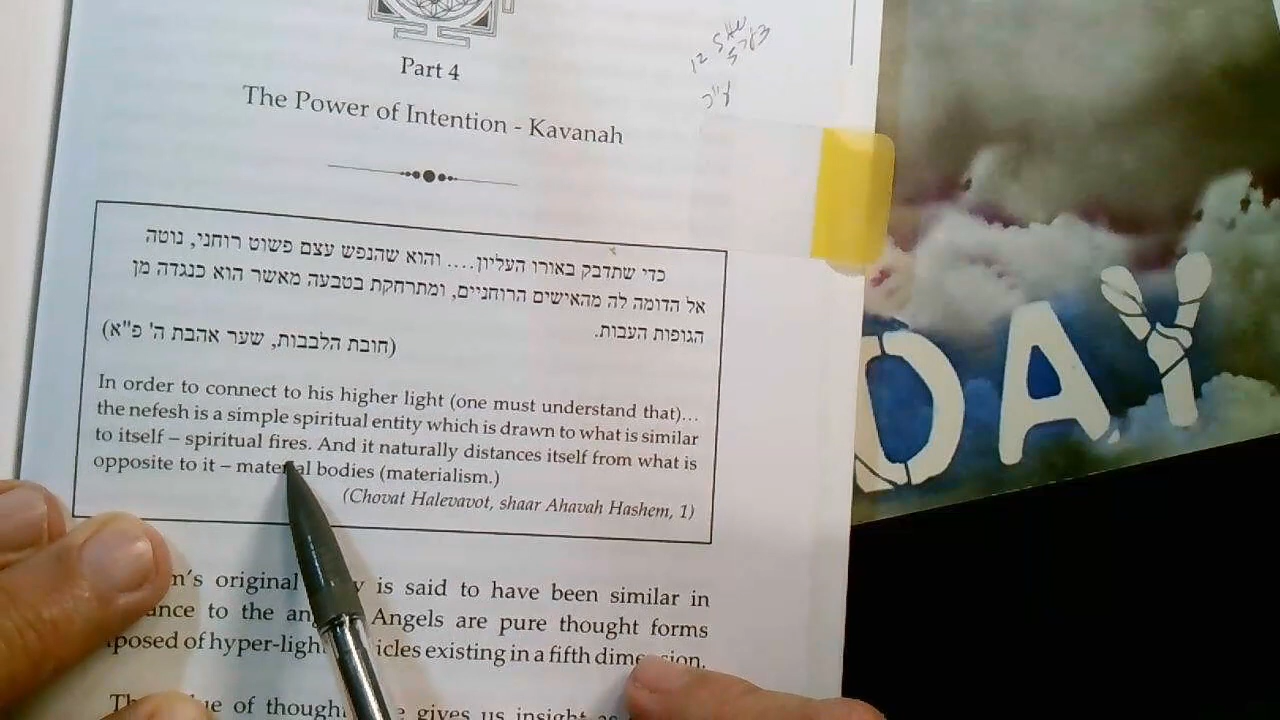 Part 4
The Power of Intention - Kavanah
כדי שתדבק באורו העליון.... והוא שהנפש עצם פשוט רוחני, נוטה
אל הדומה לה מהאישים הרוחניים, ומתרחקת בטבעה מאשר הוא כנגדה מן
הגופות העבות.
(חובת הלבבות, שער אהבת ה' פ"א)
In order to connect to his higher light (one must understand that)…
the nefesh is a simple spiritual entity which is drawn to what is similar
to itself – spiritual fires. And it naturally distances itself from what is
opposite to it – material bodies (materialism.)
(Chovat Halevavot, shaar Ahavah Hashem, 1)
original is said to have been similar in
to the Angels are pure thought forms
existing in a fifth
of gives us insight
DAY